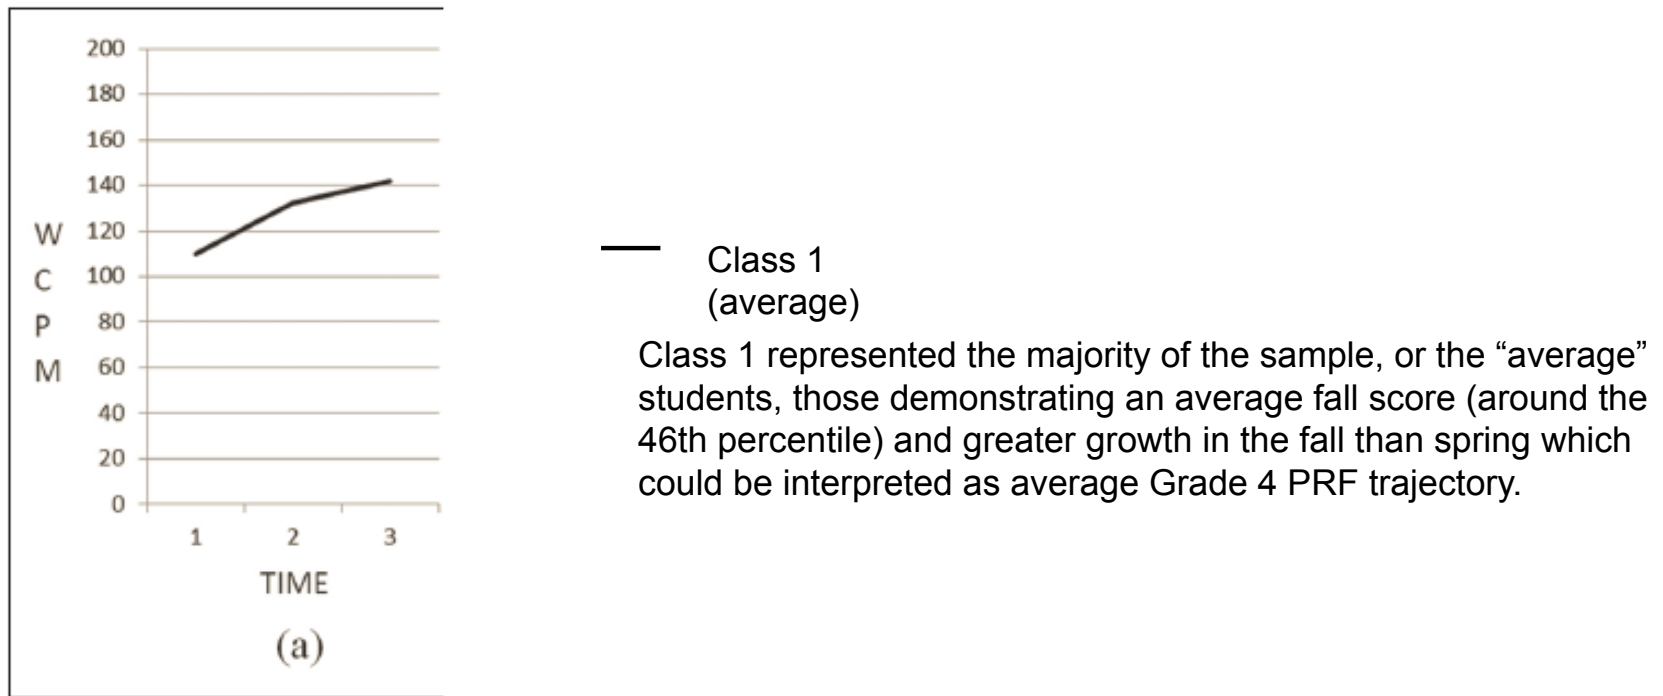 200
180
160
140
120
100
80
60
40
20
0
W
C
P
M
1 2 3
TIME
(a)
Class 1
(average)
Class 1 represented the majority of the sample, or the “average”
students, those demonstrating an average fall score (around the
46th percentile) and greater growth in the fall than spring which
could be interpreted as average Grade 4 PRF trajectory.